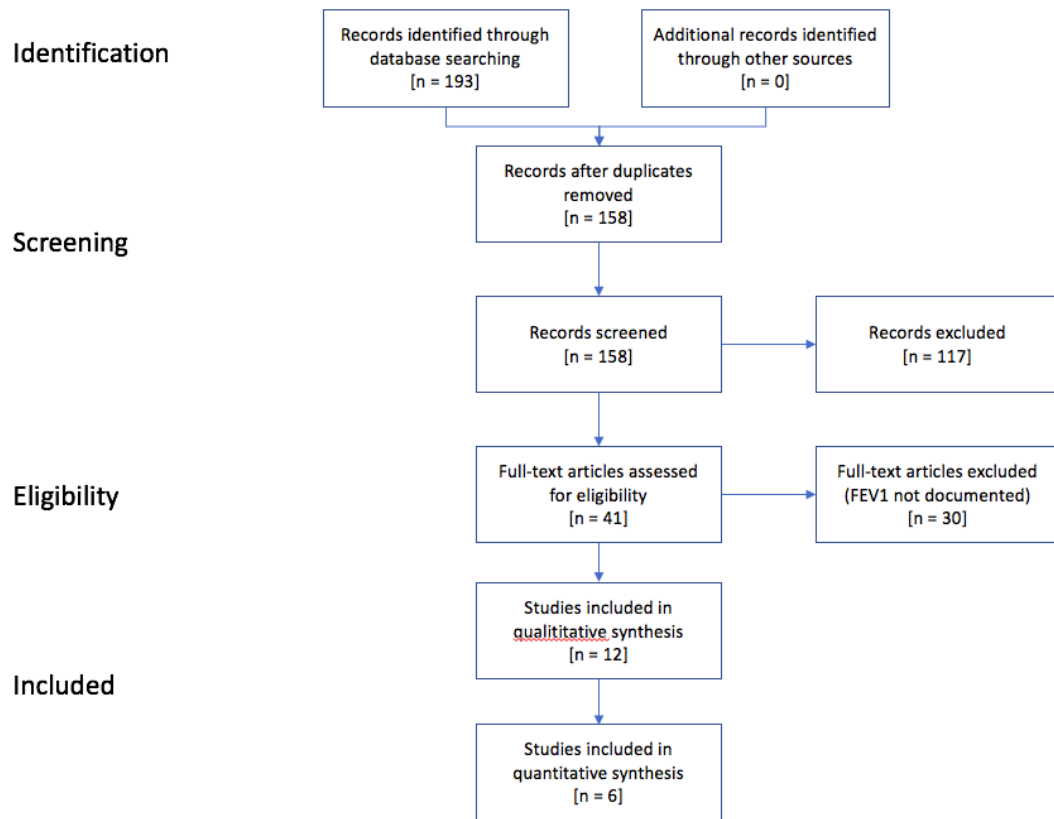 Identification
Records identified through
database searching
[n = 193]
Additional records identified
through other sources
[n = 0]
Records after duplicates
removed
[n = 158]
Screening
Records screened
[n = 158]
Records excluded
[n = 117]
Eligibility
Full-text articles assessed
for eligibility
[n = 41]
Full-text articles excluded
(FEV1 not documented)
[n = 30]
Included
Studies included in
qualititative synthesis
[n = 12]
Studies included in
quantitative synthesis
[n = 6]